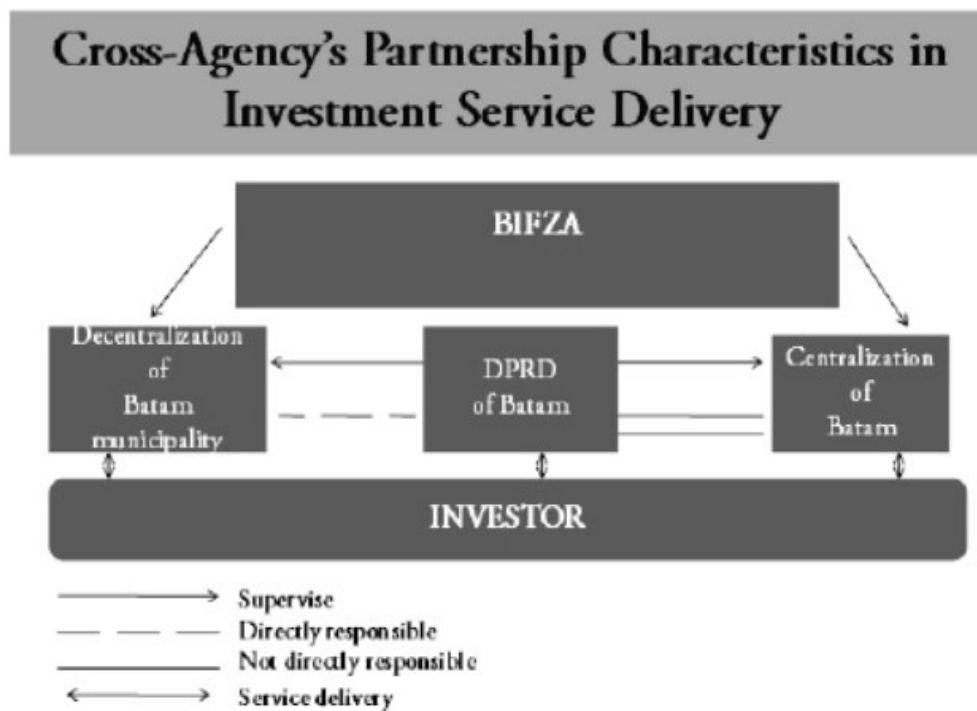 Cross-Agency's Partnership Characteristics in
Investment Service Delivery
BIFZA
Decentralization
of
Batam
municipality
DPRD
of Batam
Centralization
of
Batam
INVESTOR
Supervise
Directly responsible
Not directly responsible
Service delivery